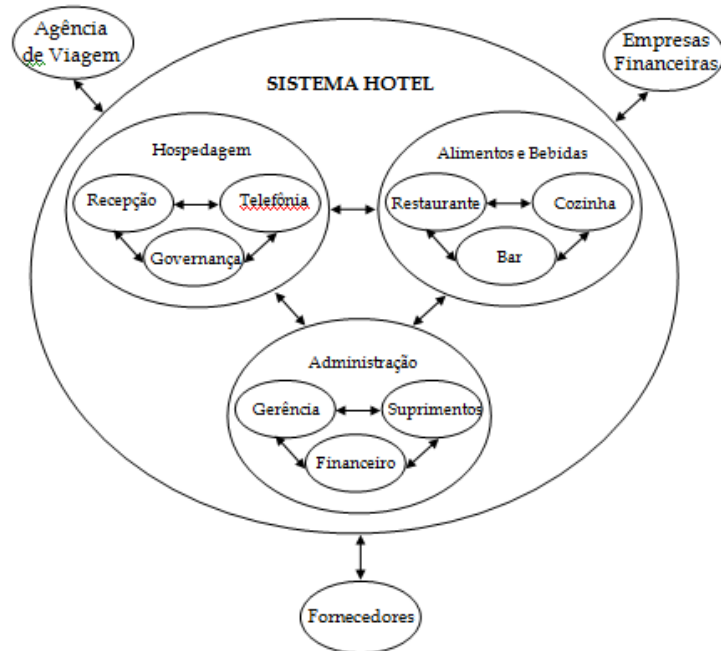 Agência
de Viagem
Empresas
Financeiras
SISTEMA HOTEL
Hospedagem
Recepção
Telefônia
Governança
Alimentos e Bebidas
Restaurante
Cozinha
Bar
Administração
Gerência
Suprimentos
Financeiro
Fornecedores